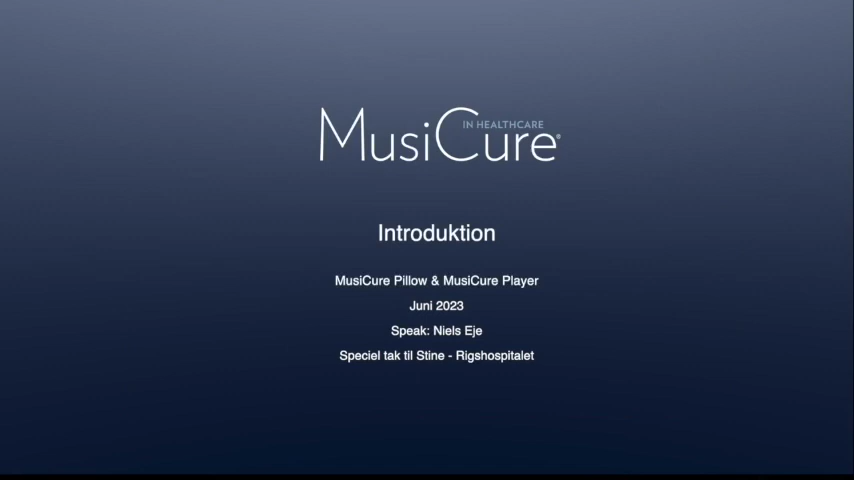 IN HEALTHCARE
MusiCure®
Introduktion
MusiCure Pillow & MusiCure Player
Juni 2023
Speak: Niels Eje
Speciel tak til Stine - Rigshospitalet